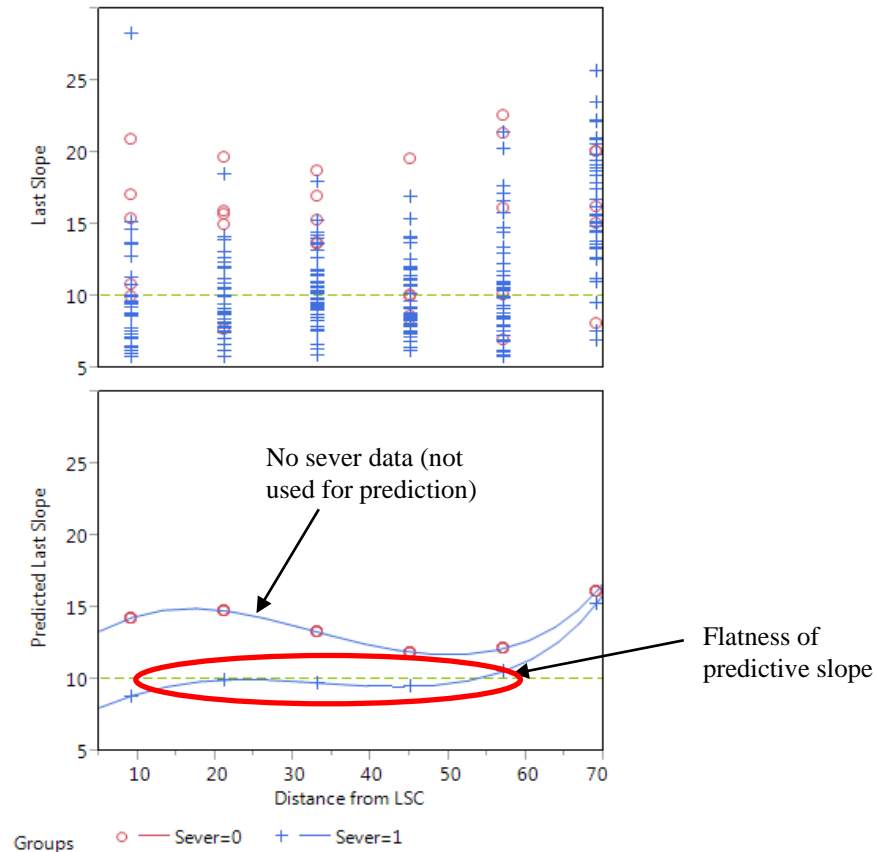 25
20
15
10
5
Last Slope
25
20
15
10
5
Predicted Last Slope
No sever data (not
used for prediction)
Flatness of
predictive slope
10 20 30 40 50 60 70
Distance from LSC
Groups Sever=0 Sever=1